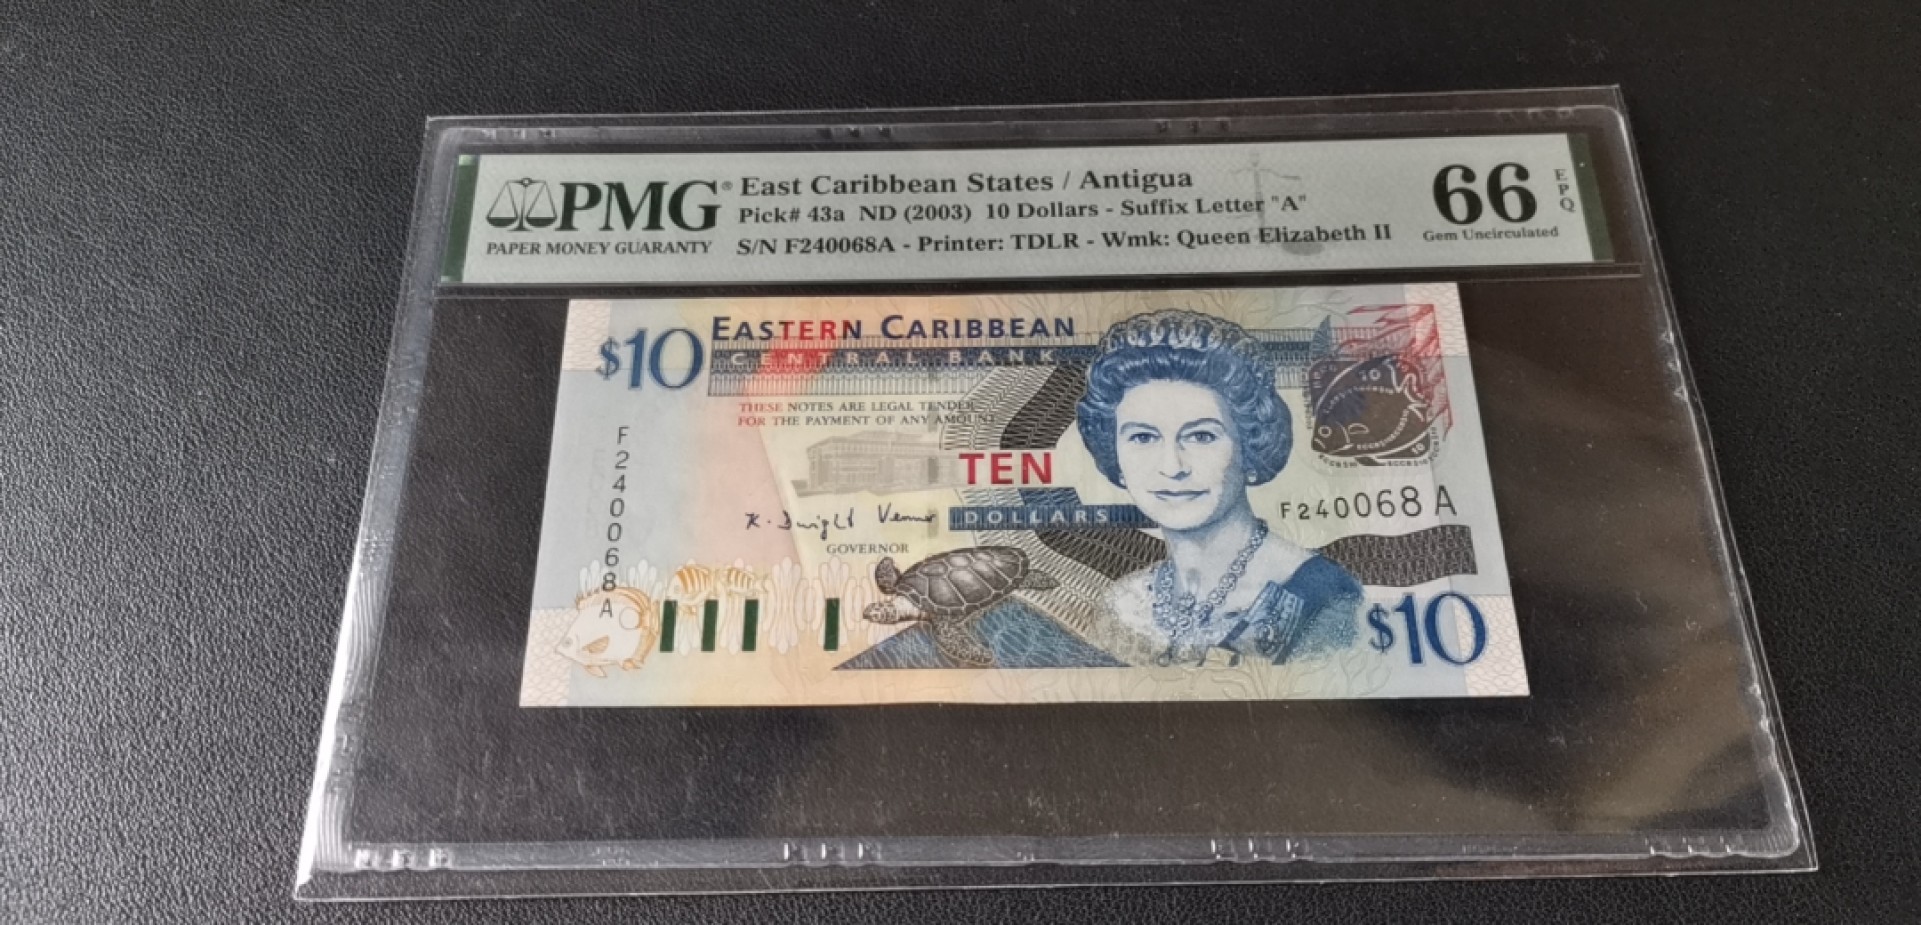 PMG®
PAPER MONEY GUARANTY
East Caribbean States / Antigua
Pick# 43a ND (2003) 10 Dollars - Suffix Letter "A"
S/N F240068A - Printer: TDLR - Wmk: Queen Elizabeth II
66
EPQ
Gem Uncirculated
$10
EASTERN CARIBBEAN
CENTRAL BANK
THESE NOTES ARE LEGAL TENDER
FOR THE PAYMENT OF ANY AMOUNT
F240068A
TEN
DOLLARS
K. Dwight Venner
GOVERNOR
F240068A
$10